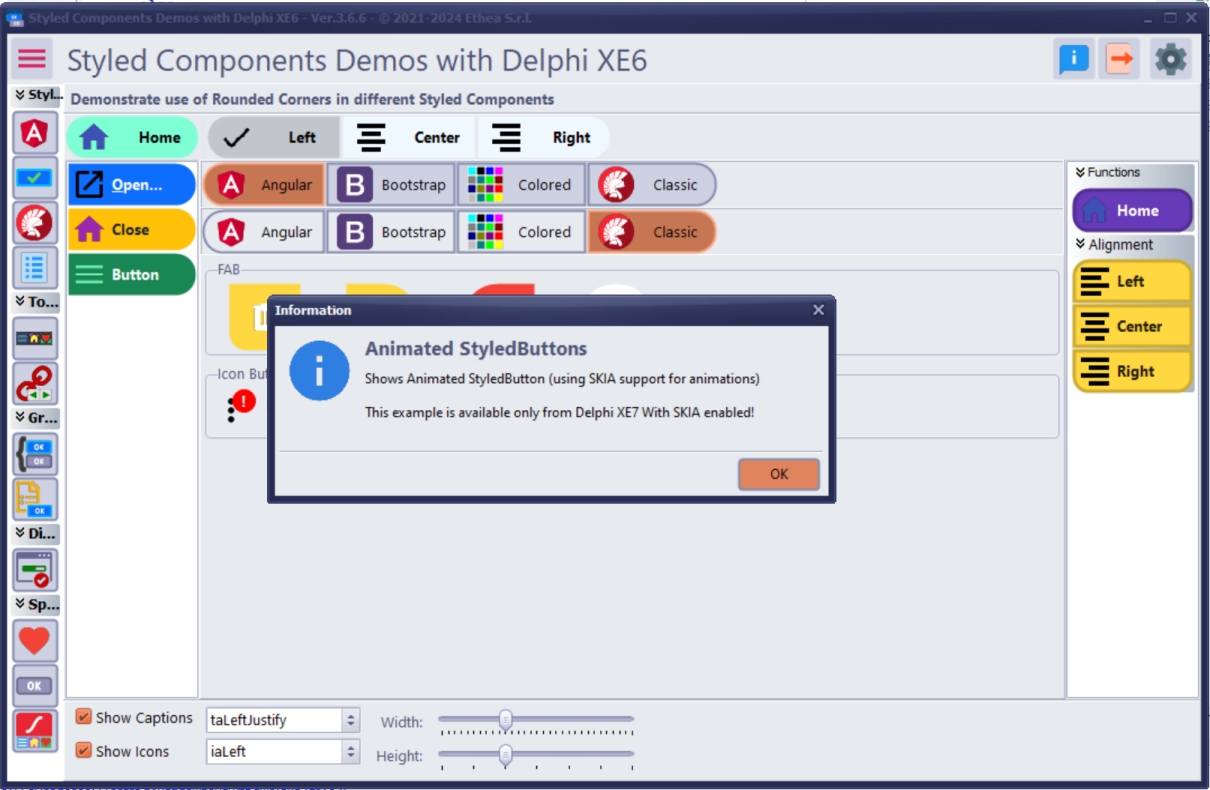 Styled Components Demos with Delphi XE6 - Ver.3.6.6 - © 2021-2024 Ethea S.r.l.
Styled Components Demos with Delphi XE6
i
Styl...
Demonstrate use of Rounded Corners in different Styled Components
A
Home
Left
Center
Right
Open...
A Angular
B Bootstrap
Colored
Classic
Functions
Home
Close
A Angular
B Bootstrap
Colored
Classic
Alignment
Button
FAB
Left
To...
Information
Center
i
Animated StyledButtons
Shows Animated StyledButton (using SKIA support for animations)
This example is available only from Delphi XE7 With SKIA enabled!
Right
Icon But
!
Gr...
OK
OK
OK
OK
Di...
Sp...
OK
Show Captions
taLeftJustify
Width:
Show Icons
iaLeft
Height: